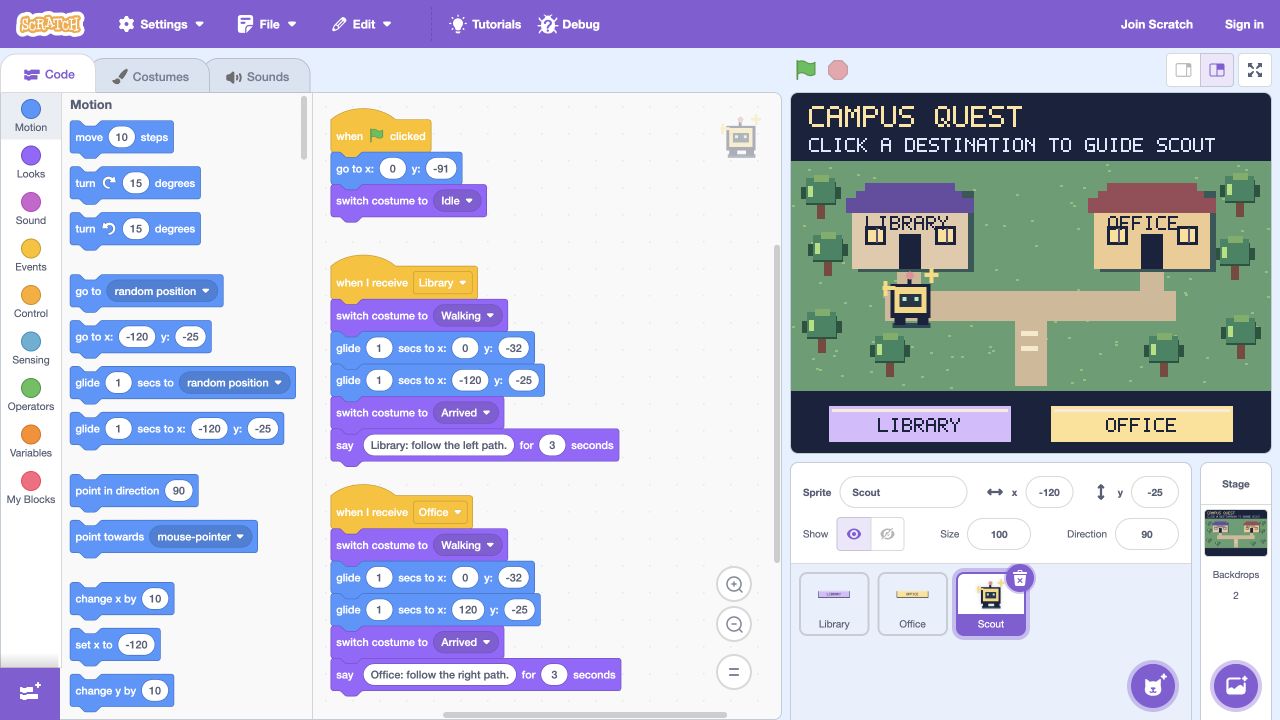 SCRATCH
Settings
File
Edit
Tutorials
Debug
Join Scratch
Sign in
Code
Costumes
Sounds
Motion
Looks
Sound
Events
Control
Sensing
Operators
Variables
My Blocks
Motion
move 10 steps
turn 15 degrees
turn 15 degrees
go to random position
go to x: -120 y: -25
glide 1 secs to random position
glide 1 secs to x: -120 y: -25
point in direction 90
point towards mouse-pointer
change x by 10
set x to -120
change y by 10
when clicked
go to x: 0 y: -91
switch costume to Idle
when I receive Library
switch costume to Walking
glide 1 secs to x: 0 y: -32
glide 1 secs to x: -120 y: -25
switch costume to Arrived
say Library: follow the left path. for 3 seconds
when I receive Office
switch costume to Walking
glide 1 secs to x: 0 y: -32
glide 1 secs to x: 120 y: -25
switch costume to Arrived
say Office: follow the right path. for 3 seconds
CAMPUS QUEST
CLICK A DESTINATION TO GUIDE SCOUT
LIBRARY
OFFICE
LIBRARY
OFFICE
Sprite Scout x -120 y -25
Show Size 100 Direction 90
Library
Office
Scout
Stage
Backdrops
2